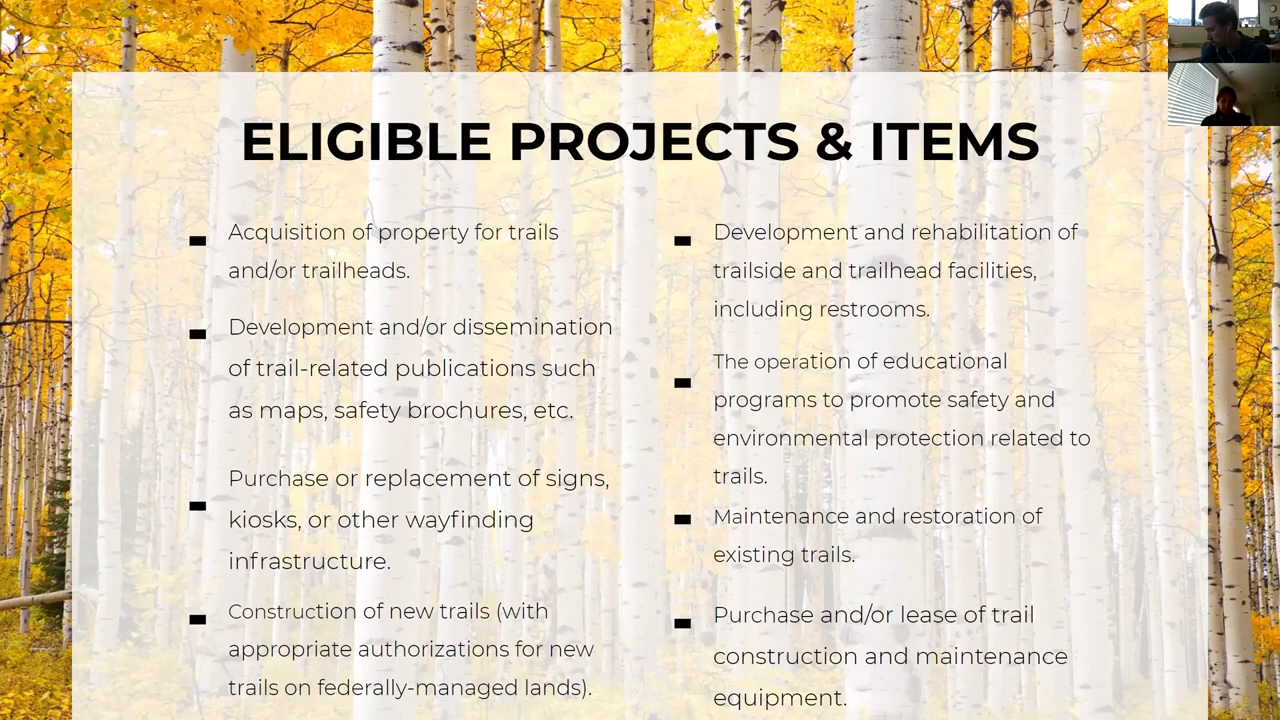 ELIGIBLE PROJECTS & ITEMS
Acquisition of property for trails
and/or trailheads.
Development and/or dissemination
of trail-related publications such
as maps, safety brochures, etc.
Purchase or replacement of signs,
kiosks, or other wayfinding
infrastructure.
Construction of new trails (with
appropriate authorizations for new
trails on federally-managed lands).
Development and rehabilitation of
trailside and trailhead facilities,
including restrooms.
The operation of educational
programs to promote safety and
environmental protection related to
trails.
Maintenance and restoration of
existing trails.
Purchase and/or lease of trail
construction and maintenance
equipment.